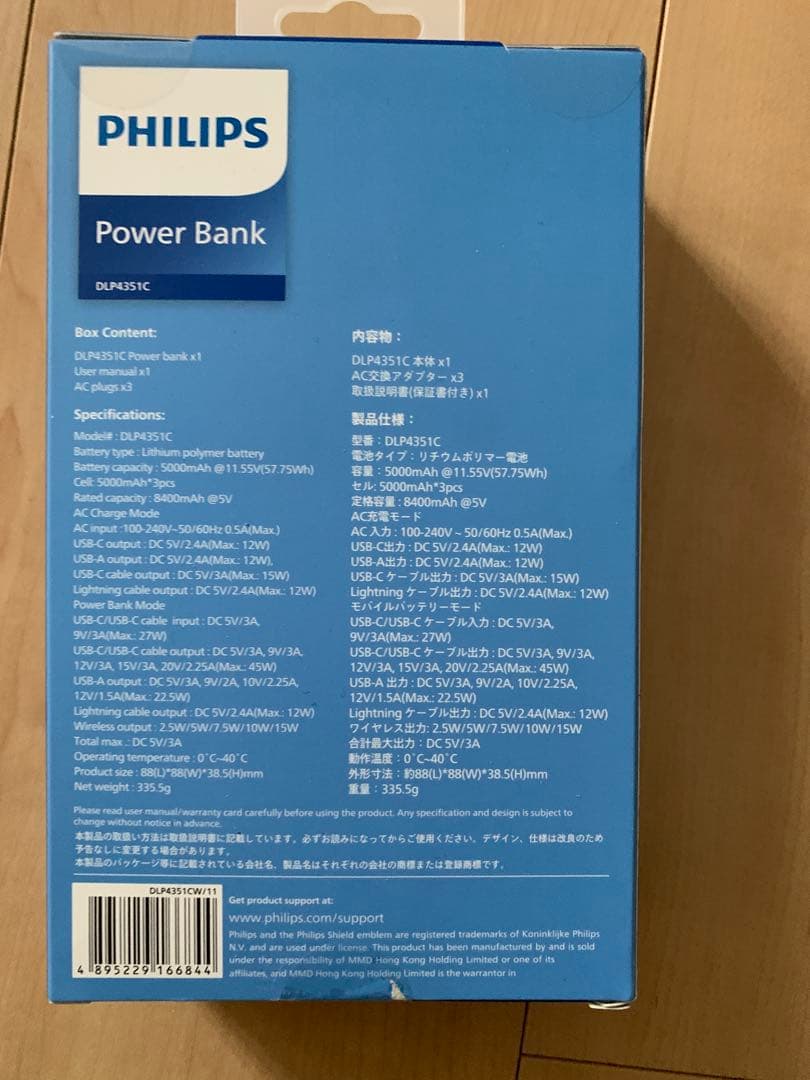 PHILIPS
Power Bank
DLP4351C
Box Content:
DLP4351C Power bank x1
User manual x1
AC plugs x3
Specifications:
Model# : DLP4351C
Battery type : Lithium polymer battery
Battery capacity : 5000mAh @11.55V(57.75Wh)
Cell: 5000mAh*3pcs
Rated capacity : 8400mAh @5V
AC Charge Mode
AC input :100-240V~50/60Hz 0.5A(Max.)
USB-C output : DC 5V/2.4A(Max.: 12W)
USB-A output : DC 5V/2.4A(Max.: 12W),
USB-C cable output : DC 5V/3A(Max.: 15W)
Lightning cable output : DC 5V/2.4A(Max.: 12W)
Power Bank Mode
USB-C/USB-C cable input : DC 5V/3A,
9V/3A(Max.: 27W)
USB-C/USB-C cable output : DC 5V/3A, 9V/3A,
12V/3A, 15V/3A, 20V/2.25A(Max.: 45W)
USB-A output : DC 5V/3A, 9V/2A, 10V/2.25A,
12V/1.5A(Max.: 22.5W)
Lightning cable output : DC 5V/2.4A(Max.: 12W)
Wireless output : 2.5W/5W/7.5W/10W/15W
Total max .: DC 5V/3A
Operating temperature : 0˚C~40˚C
Product size : 88(L)*88(W)*38.5(H)mm
Net weight : 335.5g
内容物：
DLP4351C 本体 x1
AC交換アダプター x3
取扱説明書(保証書付き) x1
製品仕様：
型番：DLP4351C
電池タイプ：リチウムポリマー電池
容量：5000mAh @11.55V(57.75Wh)
セル: 5000mAh*3pcs
定格容量 : 8400mAh @5V
AC充電モード
AC 入力 : 100-240V ~ 50/60Hz 0.5A(Max.)
USB-C出力 : DC 5V/2.4A(Max.: 12W)
USB-A出力 : DC 5V/2.4A(Max.: 12W)
USB-C ケーブル出力 : DC 5V/3A(Max.: 15W)
Lightning ケーブル出力 : DC 5V/2.4A(Max.: 12W)
モバイルバッテリーモード
USB-C/USB-C ケーブル入力 : DC 5V/3A,
9V/3A(Max.: 27W)
USB-C/USB-C ケーブル出力 : DC 5V/3A, 9V/3A,
12V/3A, 15V/3A, 20V/2.25A(Max.: 45W)
USB-A 出力 : DC 5V/3A, 9V/2A, 10V/2.25A,
12V/1.5A(Max.: 22.5W)
Lightning ケーブル出力 : DC 5V/2.4A(Max.: 12W)
ワイヤレス出力: 2.5W/5W/7.5W/10W/15W
合計最大出力 : DC 5V/3A
動作温度 : 0˚C~40˚C
外形寸法 : 約88(L)*88(W)*38.5(H)mm
重量 : 335.5g
Please read user manual/warranty card carefully before using the product. Any specification and design is subject to
change without notice in advance.
本製品の取扱い方法は取扱説明書に記載しています。必ずお読みになってからご使用ください。デザイン、仕様は改良のため
予告なしに変更する場合があります。
本製品のパッケージ等に記載されている会社名、製品名はそれぞれの会社の商標または登録商標です。
DLP4351CW/11
4 895229 166844
Get product support at:
www.philips.com/support
Philips and the Philips Shield emblem are registered trademarks of Koninklijke Philips
N.V. and are used under license. This product has been manufactured by and is sold
under the responsibility of MMD Hong Kong Holding Limited or one of its
affiliates, and MMD Hong Kong Holding Limited is the warrantor in